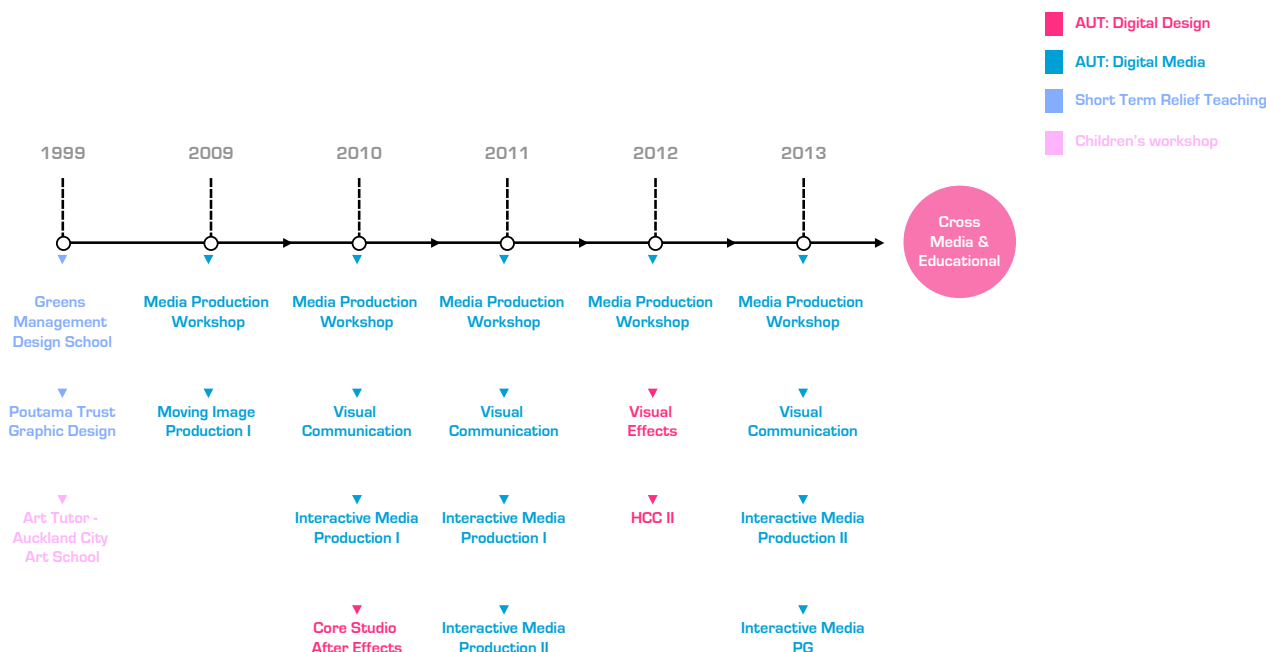 AUT: Digital Design
AUT: Digital Media
Short Term Relief Teaching
Children's workshop
1999
2009
2010
2011
2012
2013
Cross
Media &
Educational
Greens
Management
Design School
Media Production
Workshop
Media Production
Workshop
Media Production
Workshop
Media Production
Workshop
Media Production
Workshop
Poutama Trust
Graphic Design
Moving Image
Production I
Visual
Communication
Visual
Communication
Visual
Effects
Visual
Communication
Art Tutor -
Auckland City
Art School
Interactive Media
Production I
Interactive Media
Production I
HCC II
Interactive Media
Production II
Core Studio
After Effects
Interactive Media
Production II
Interactive Media
PG